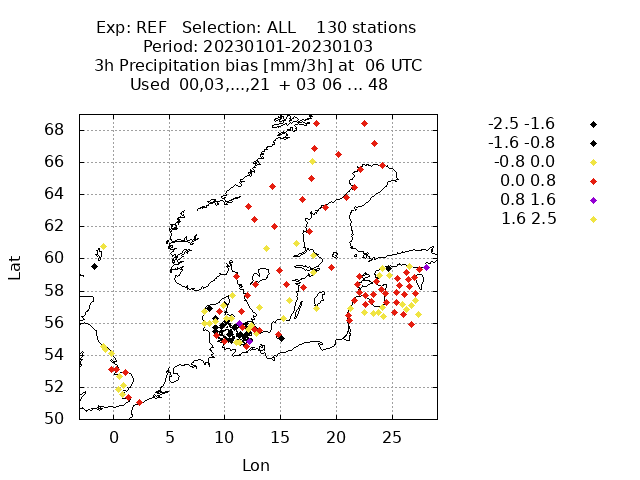 Exp: REF   Selection: ALL    130 stations
Period: 20230101-20230103
3h Precipitation bias [mm/3h] at  06 UTC
Used  00,03,...,21  + 03 06 ... 48
-2.5 -1.6
-1.6 -0.8
-0.8 0.0
0.0 0.8
0.8 1.6
1.6 2.5
68
66
64
62
60
58
56
54
52
50
Lat
0 5 10 15 20 25
Lon